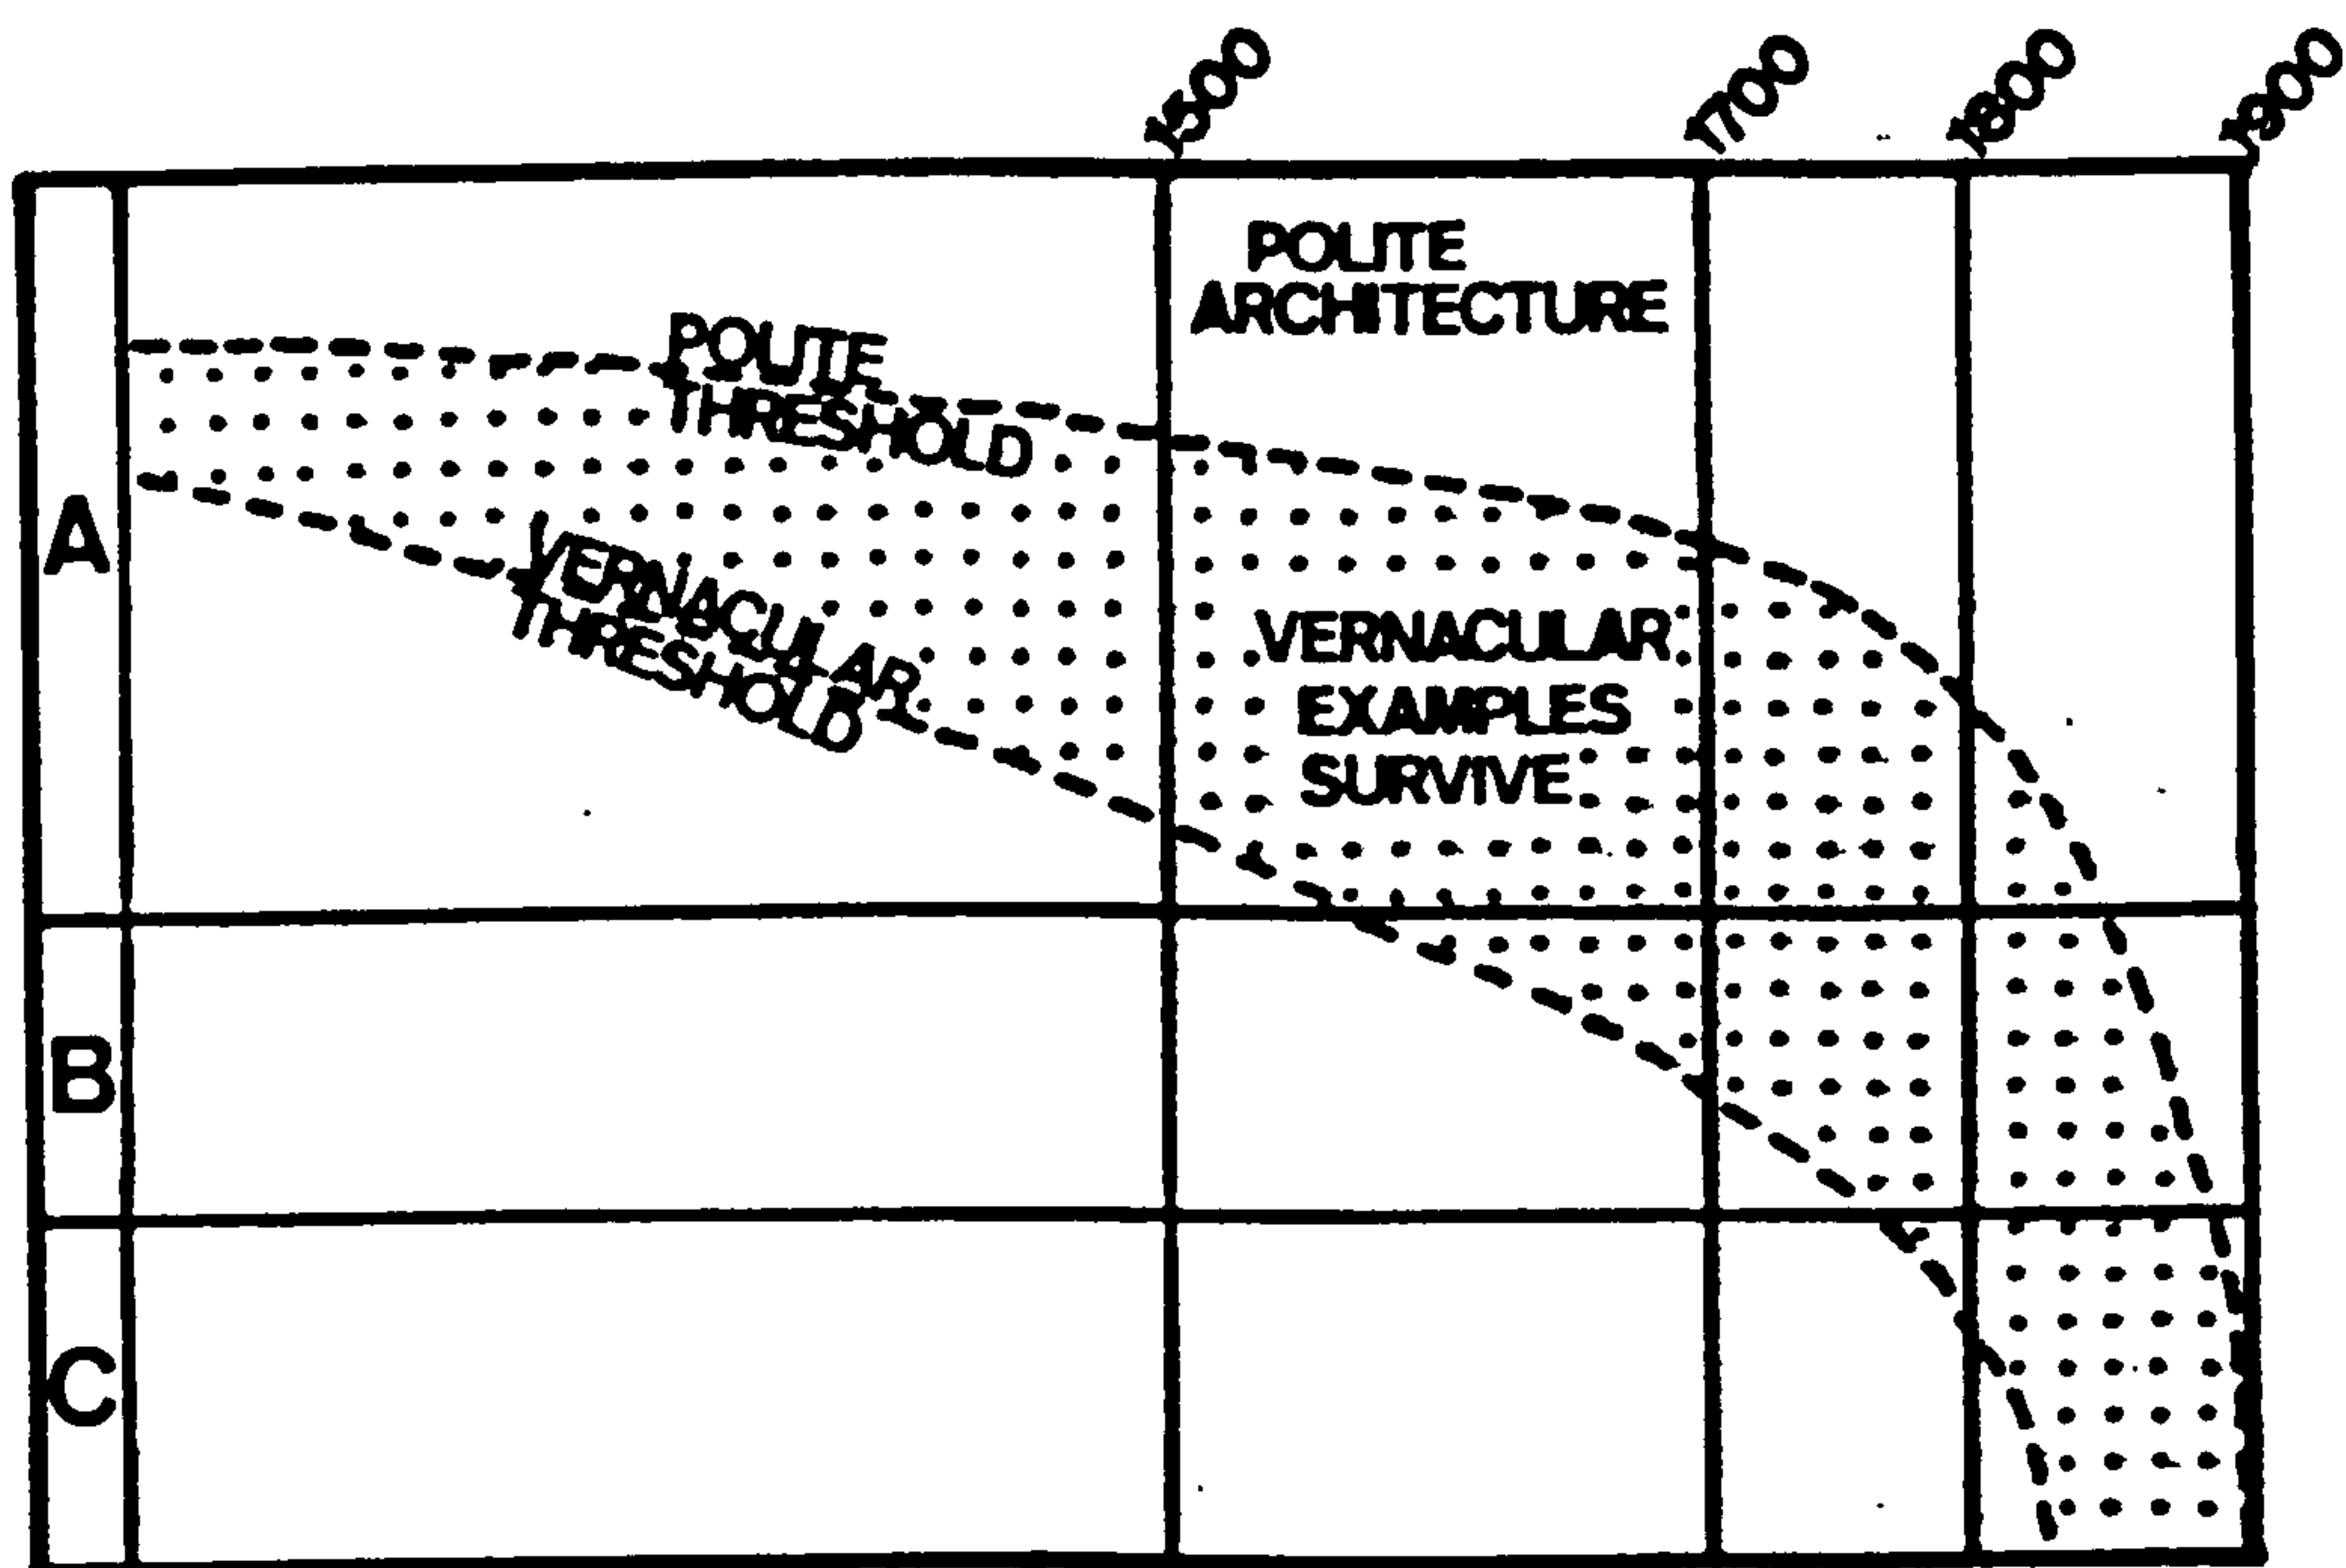 1500
1700
1800
1900
POLITE
ARCHITECTURE
POLITE
THRESHOLD
A
VERNACULAR
THRESHOLD
VERNACULAR
EXAMPLES
SURVIVE
B
C